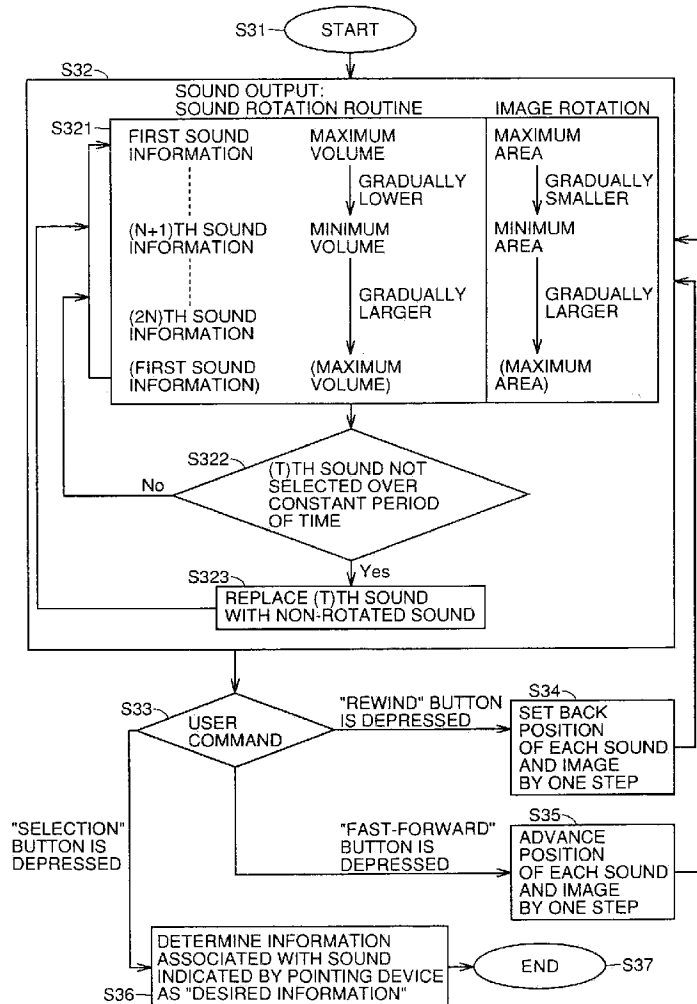 S31
START
S32
SOUND OUTPUT:
SOUND ROTATION ROUTINE
IMAGE ROTATION
S321
FIRST SOUND
INFORMATION
MAXIMUM
VOLUME
MAXIMUM
AREA
GRADUALLY
LOWER
GRADUALLY
SMALLER
(N+1)TH SOUND
INFORMATION
MINIMUM
VOLUME
MINIMUM
AREA
GRADUALLY
LARGER
GRADUALLY
LARGER
(2N)TH SOUND
INFORMATION
(FIRST SOUND
INFORMATION)
(MAXIMUM
VOLUME)
(MAXIMUM
AREA)
S322
(T)TH SOUND NOT
SELECTED OVER
CONSTANT PERIOD
OF TIME
No
Yes
S323
REPLACE (T)TH SOUND
WITH NON-ROTATED SOUND
S33
USER
COMMAND
"REWIND" BUTTON
IS DEPRESSED
S34
SET BACK
POSITION
OF EACH SOUND
AND IMAGE
BY ONE STEP
"SELECTION"
BUTTON IS
DEPRESSED
"FAST-FORWARD"
BUTTON IS
DEPRESSED
S35
ADVANCE
POSITION
OF EACH SOUND
AND IMAGE
BY ONE STEP
DETERMINE INFORMATION
ASSOCIATED WITH SOUND
INDICATED BY POINTING DEVICE
AS "DESIRED INFORMATION"
S36
END
S37